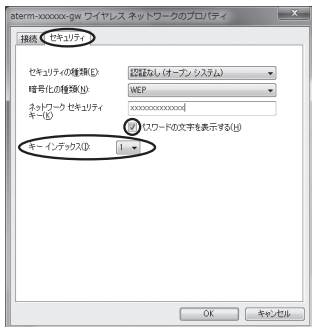 aterm-xxxxxx-gw ワイヤレス ネットワークのプロパティ
接続 セキュリティ
セキュリティの種類(E): 認証なし (オープン システム)
暗号化の種類(N): WEP
ネットワーク セキュリティ キー(K) xxxxxxxxxxxxx
パスワードの文字を表示する(H)
キー インデックス(I): 1
OK キャンセル